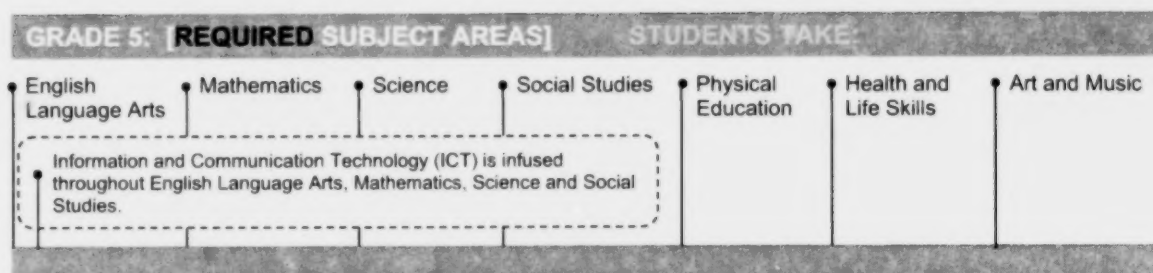 GRADE 5: [REQUIRED SUBJECT AREAS] STUDENTS TAKE:
English
Language Arts
Mathematics
Science
Social Studies
Physical
Education
Health and
Life Skills
Art and Music
Information and Communication Technology (ICT) is infused
throughout English Language Arts, Mathematics, Science and Social
Studies.